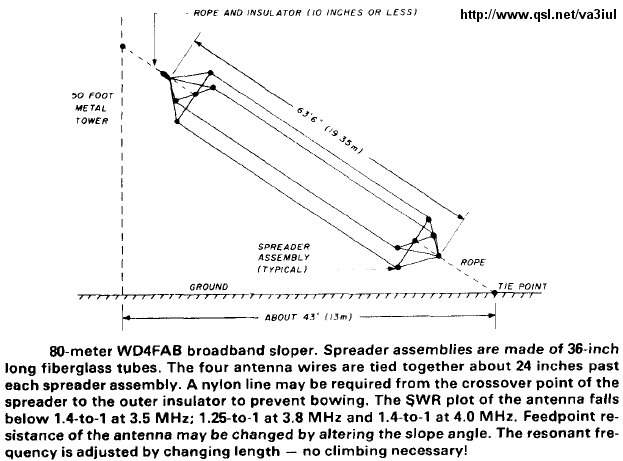 http://www.qsl.net/va3iul
ROPE AND INSULATOR (10 INCHES OR LESS)
50 FOOT
METAL
TOWER
63'6" (19.35m)
SPREADER
ASSEMBLY
(TYPICAL)
ROPE
TIE POINT
GROUND
ABOUT 43' (13m)
80-meter WD4FAB broadband sloper. Spreader assemblies are made of 36-inch
long fiberglass tubes. The four antenna wires are tied together about 24 inches past
each spreader assembly. A nylon line may be required from the crossover point of the
spreader to the outer insulator to prevent bowing. The SWR plot of the antenna falls
below 1.4-to-1 at 3.5 MHz; 1.25-to-1 at 3.8 MHz and 1.4-to-1 at 4.0 MHz. Feedpoint re-
sistance of the antenna may be changed by altering the slope angle. The resonant fre-
quency is adjusted by changing length — no climbing necessary!